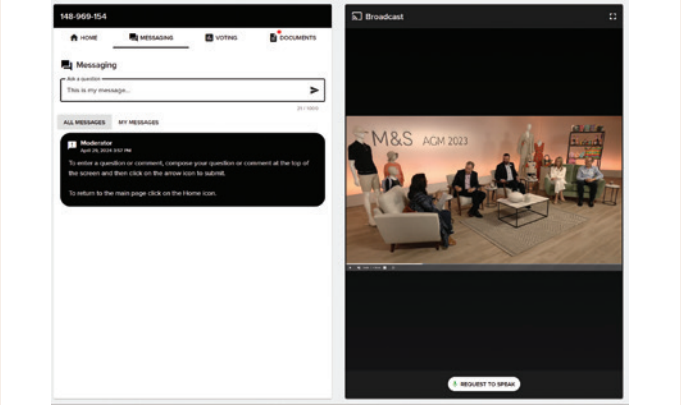 148-969-154
HOME
MESSAGING
VOTING
DOCUMENTS
Messaging
Ask a question
This is my message...
ALL MESSAGES
MY MESSAGES
Moderator
To enter a question or comment, compose your question or comment at the top of
the screen and then click on the arrow icon to submit.
To return to the main page click on the Home icon.
Broadcast
M&S AGM 2023
REQUEST TO SPEAK